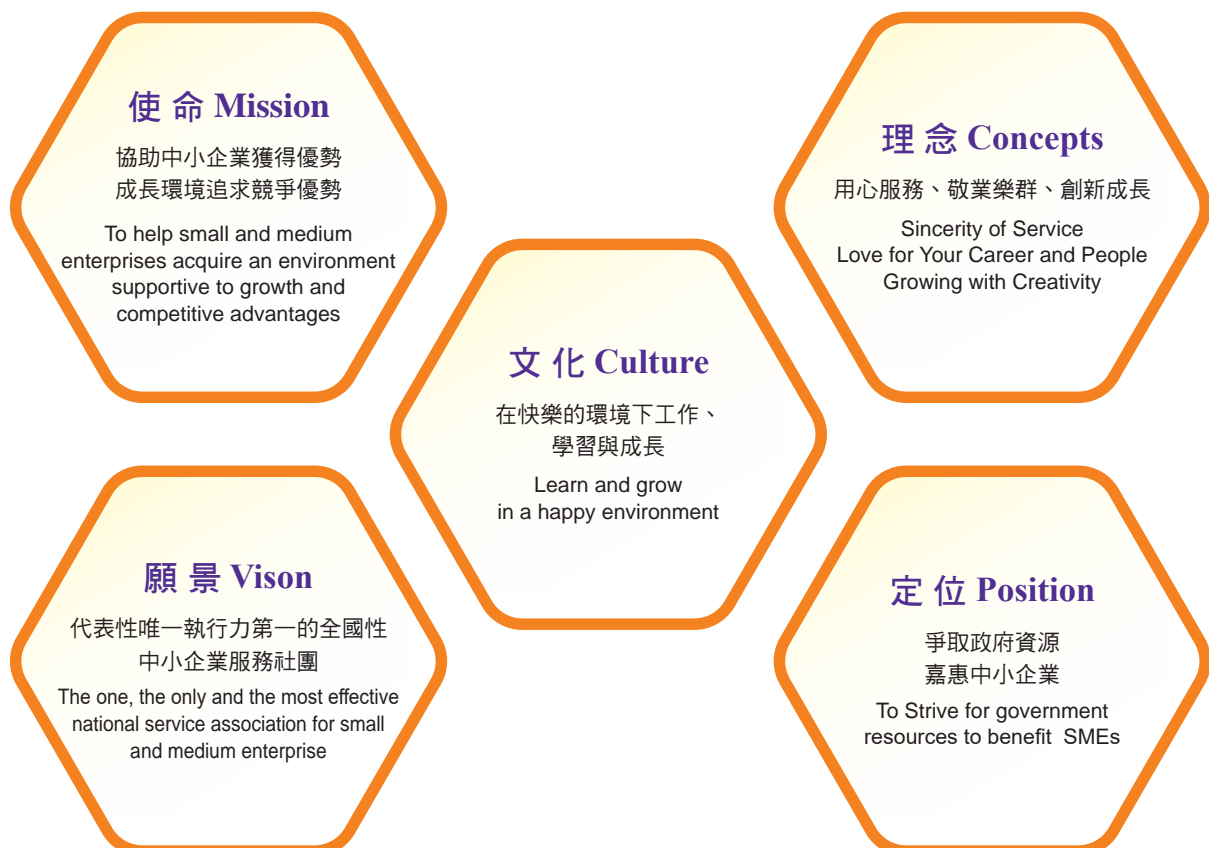 使 命 Mission
協助中小企業獲得優勢
成長環境追求競爭優勢
To help small and medium
enterprises acquire an environment
supportive to growth and
competitive advantages
理 念 Concepts
用心服務、敬業樂群、創新成長
Sincerity of Service
Love for Your Career and People
Growing with Creativity
文 化 Culture
在快樂的環境下工作、
學習與成長
Learn and grow
in a happy environment
願 景 Vison
代表性唯一執行力第一的全國性
中小企業服務社團
The one, the only and the most effective
national service association for small
and medium enterprise
定 位 Position
爭取政府資源
嘉惠中小企業
To Strive for government
resources to benefit SMEs